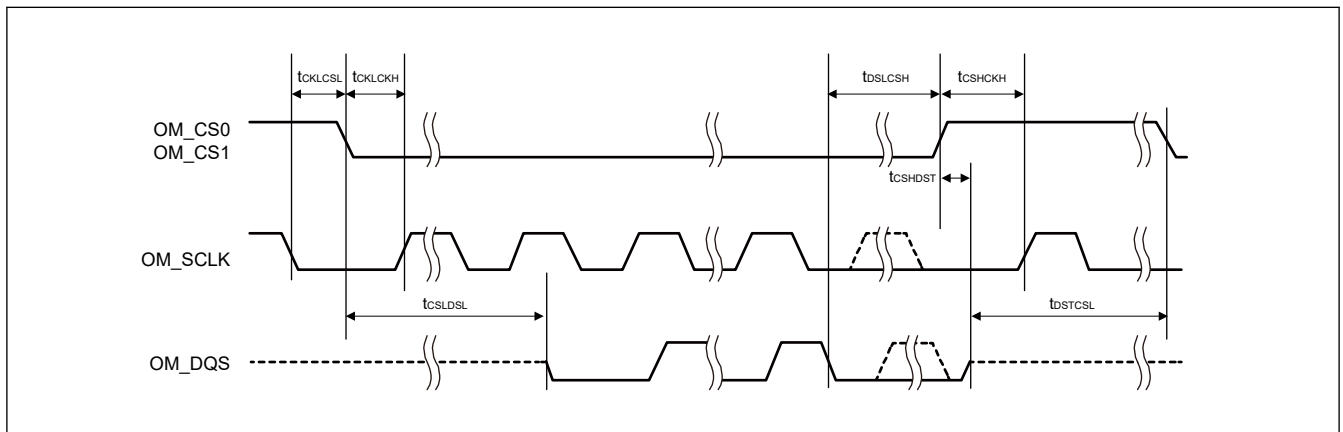 tCKLCSL tCKLCKH tDSLCSH tCSHCKH
OM_CS0
OM_CS1
tCSHDST
OM_SCLK
tCSLDSL tDSTCSL
OM_DQS